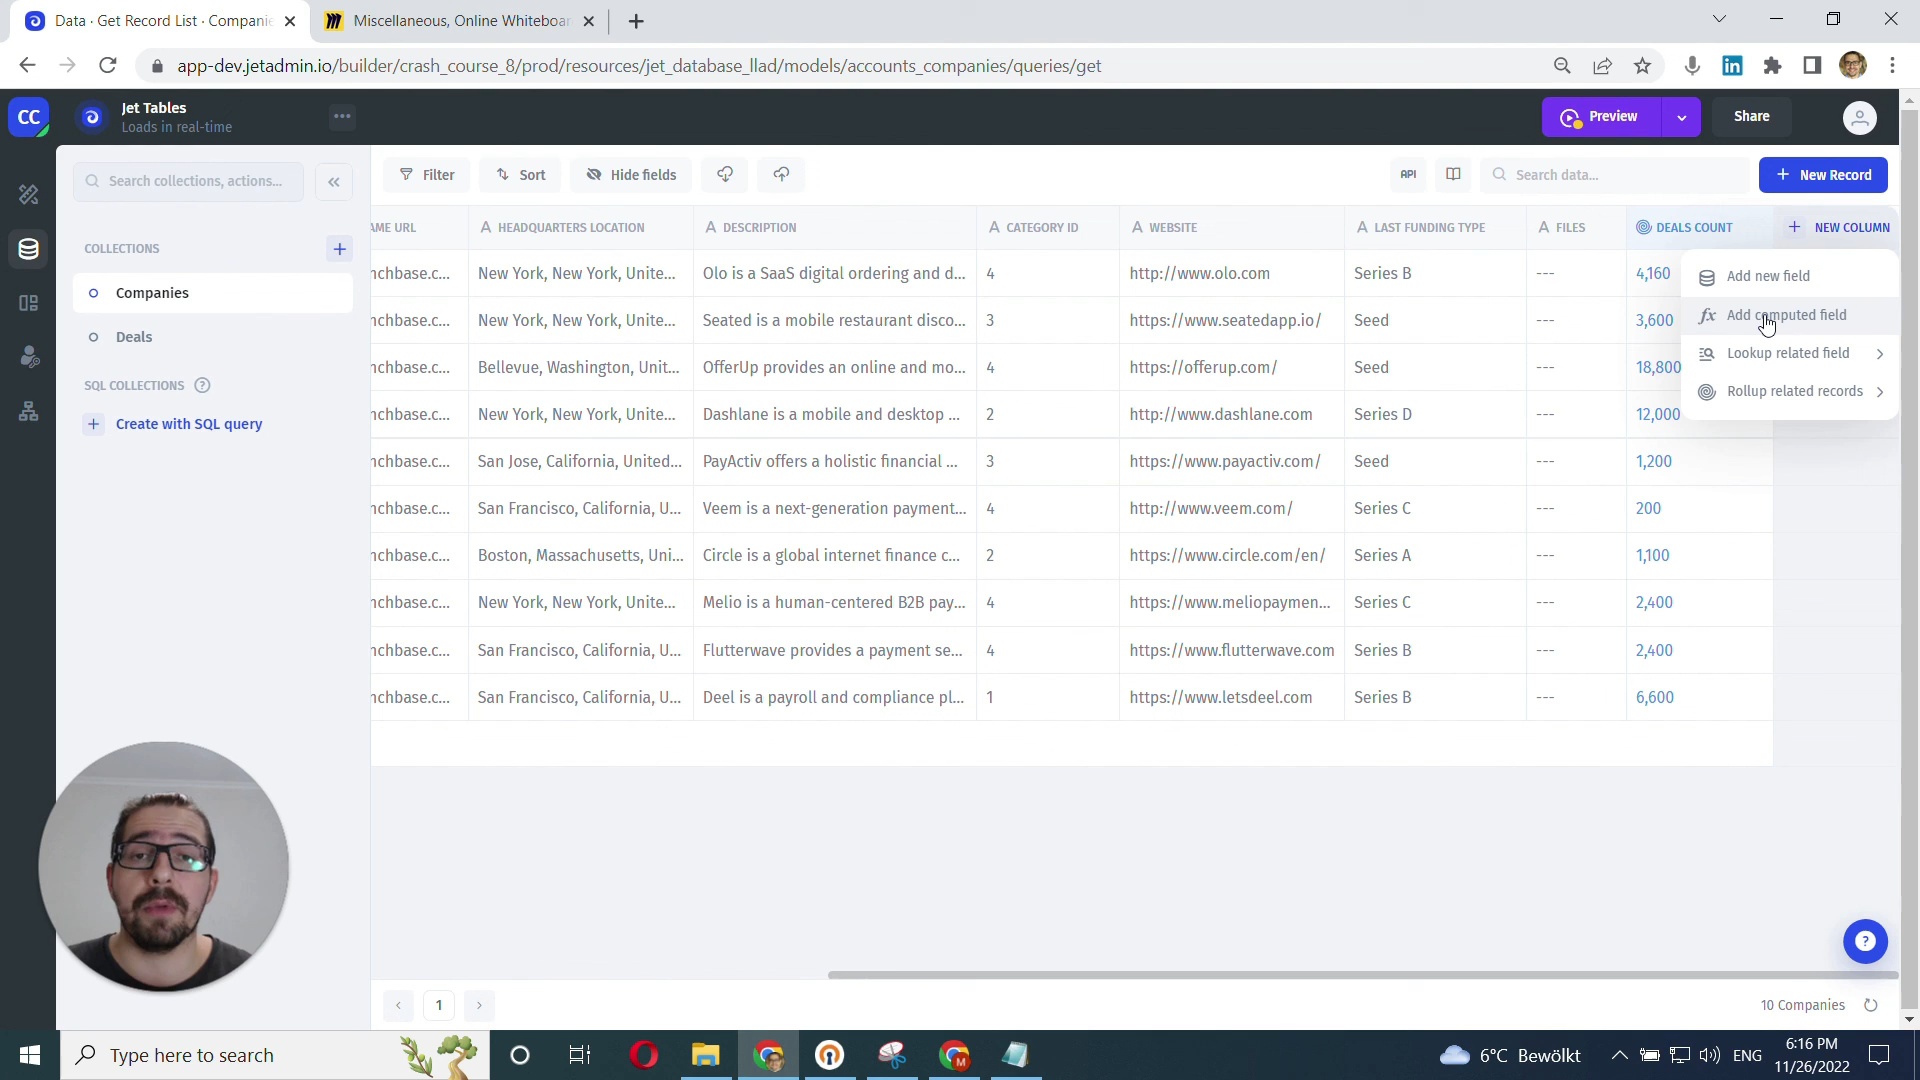 Data · Get Record List · Companie
Miscellaneous, Online Whiteboar
app-dev.jetadmin.io/builder/crash_course_8/prod/resources/jet_database_llad/models/accounts_companies/queries/get
CC
Jet Tables
Loads in real-time
Preview
Share
Search collections, actions...
Filter
Sort
Hide fields
API
Search data...
New Record
COLLECTIONS
Companies
Deals
SQL COLLECTIONS
Create with SQL query
AME URL HEADQUARTERS LOCATION DESCRIPTION CATEGORY ID WEBSITE LAST FUNDING TYPE FILES DEALS COUNT NEW COLUMN
nchbase.c... New York, New York, Unite... Olo is a SaaS digital ordering and d... 4 http://www.olo.com Series B --- 4,160
nchbase.c... New York, New York, Unite... Seated is a mobile restaurant disco... 3 https://www.seatedapp.io/ Seed --- 3,600
nchbase.c... Bellevue, Washington, Unit... OfferUp provides an online and mo... 4 https://offerup.com/ Seed --- 18,800
nchbase.c... New York, New York, Unite... Dashlane is a mobile and desktop ... 2 http://www.dashlane.com Series D --- 12,000
nchbase.c... San Jose, California, United... PayActiv offers a holistic financial ... 3 https://www.payactiv.com/ Seed --- 1,200
nchbase.c... San Francisco, California, U... Veem is a next-generation payment... 4 http://www.veem.com/ Series C --- 200
nchbase.c... Boston, Massachusetts, Uni... Circle is a global internet finance c... 2 https://www.circle.com/en/ Series A --- 1,100
nchbase.c... New York, New York, Unite... Melio is a human-centered B2B pay... 4 https://www.meliopaymen... Series C --- 2,400
nchbase.c... San Francisco, California, U... Flutterwave provides a payment se... 4 https://www.flutterwave.com Series B --- 2,400
nchbase.c... San Francisco, California, U... Deel is a payroll and compliance pl... 1 https://www.letsdeel.com Series B --- 6,600
Add new field
Add computed field
Lookup related field
Rollup related records
1
10 Companies
Type here to search
6°C Bewölkt
ENG
6:16 PM
11/26/2022